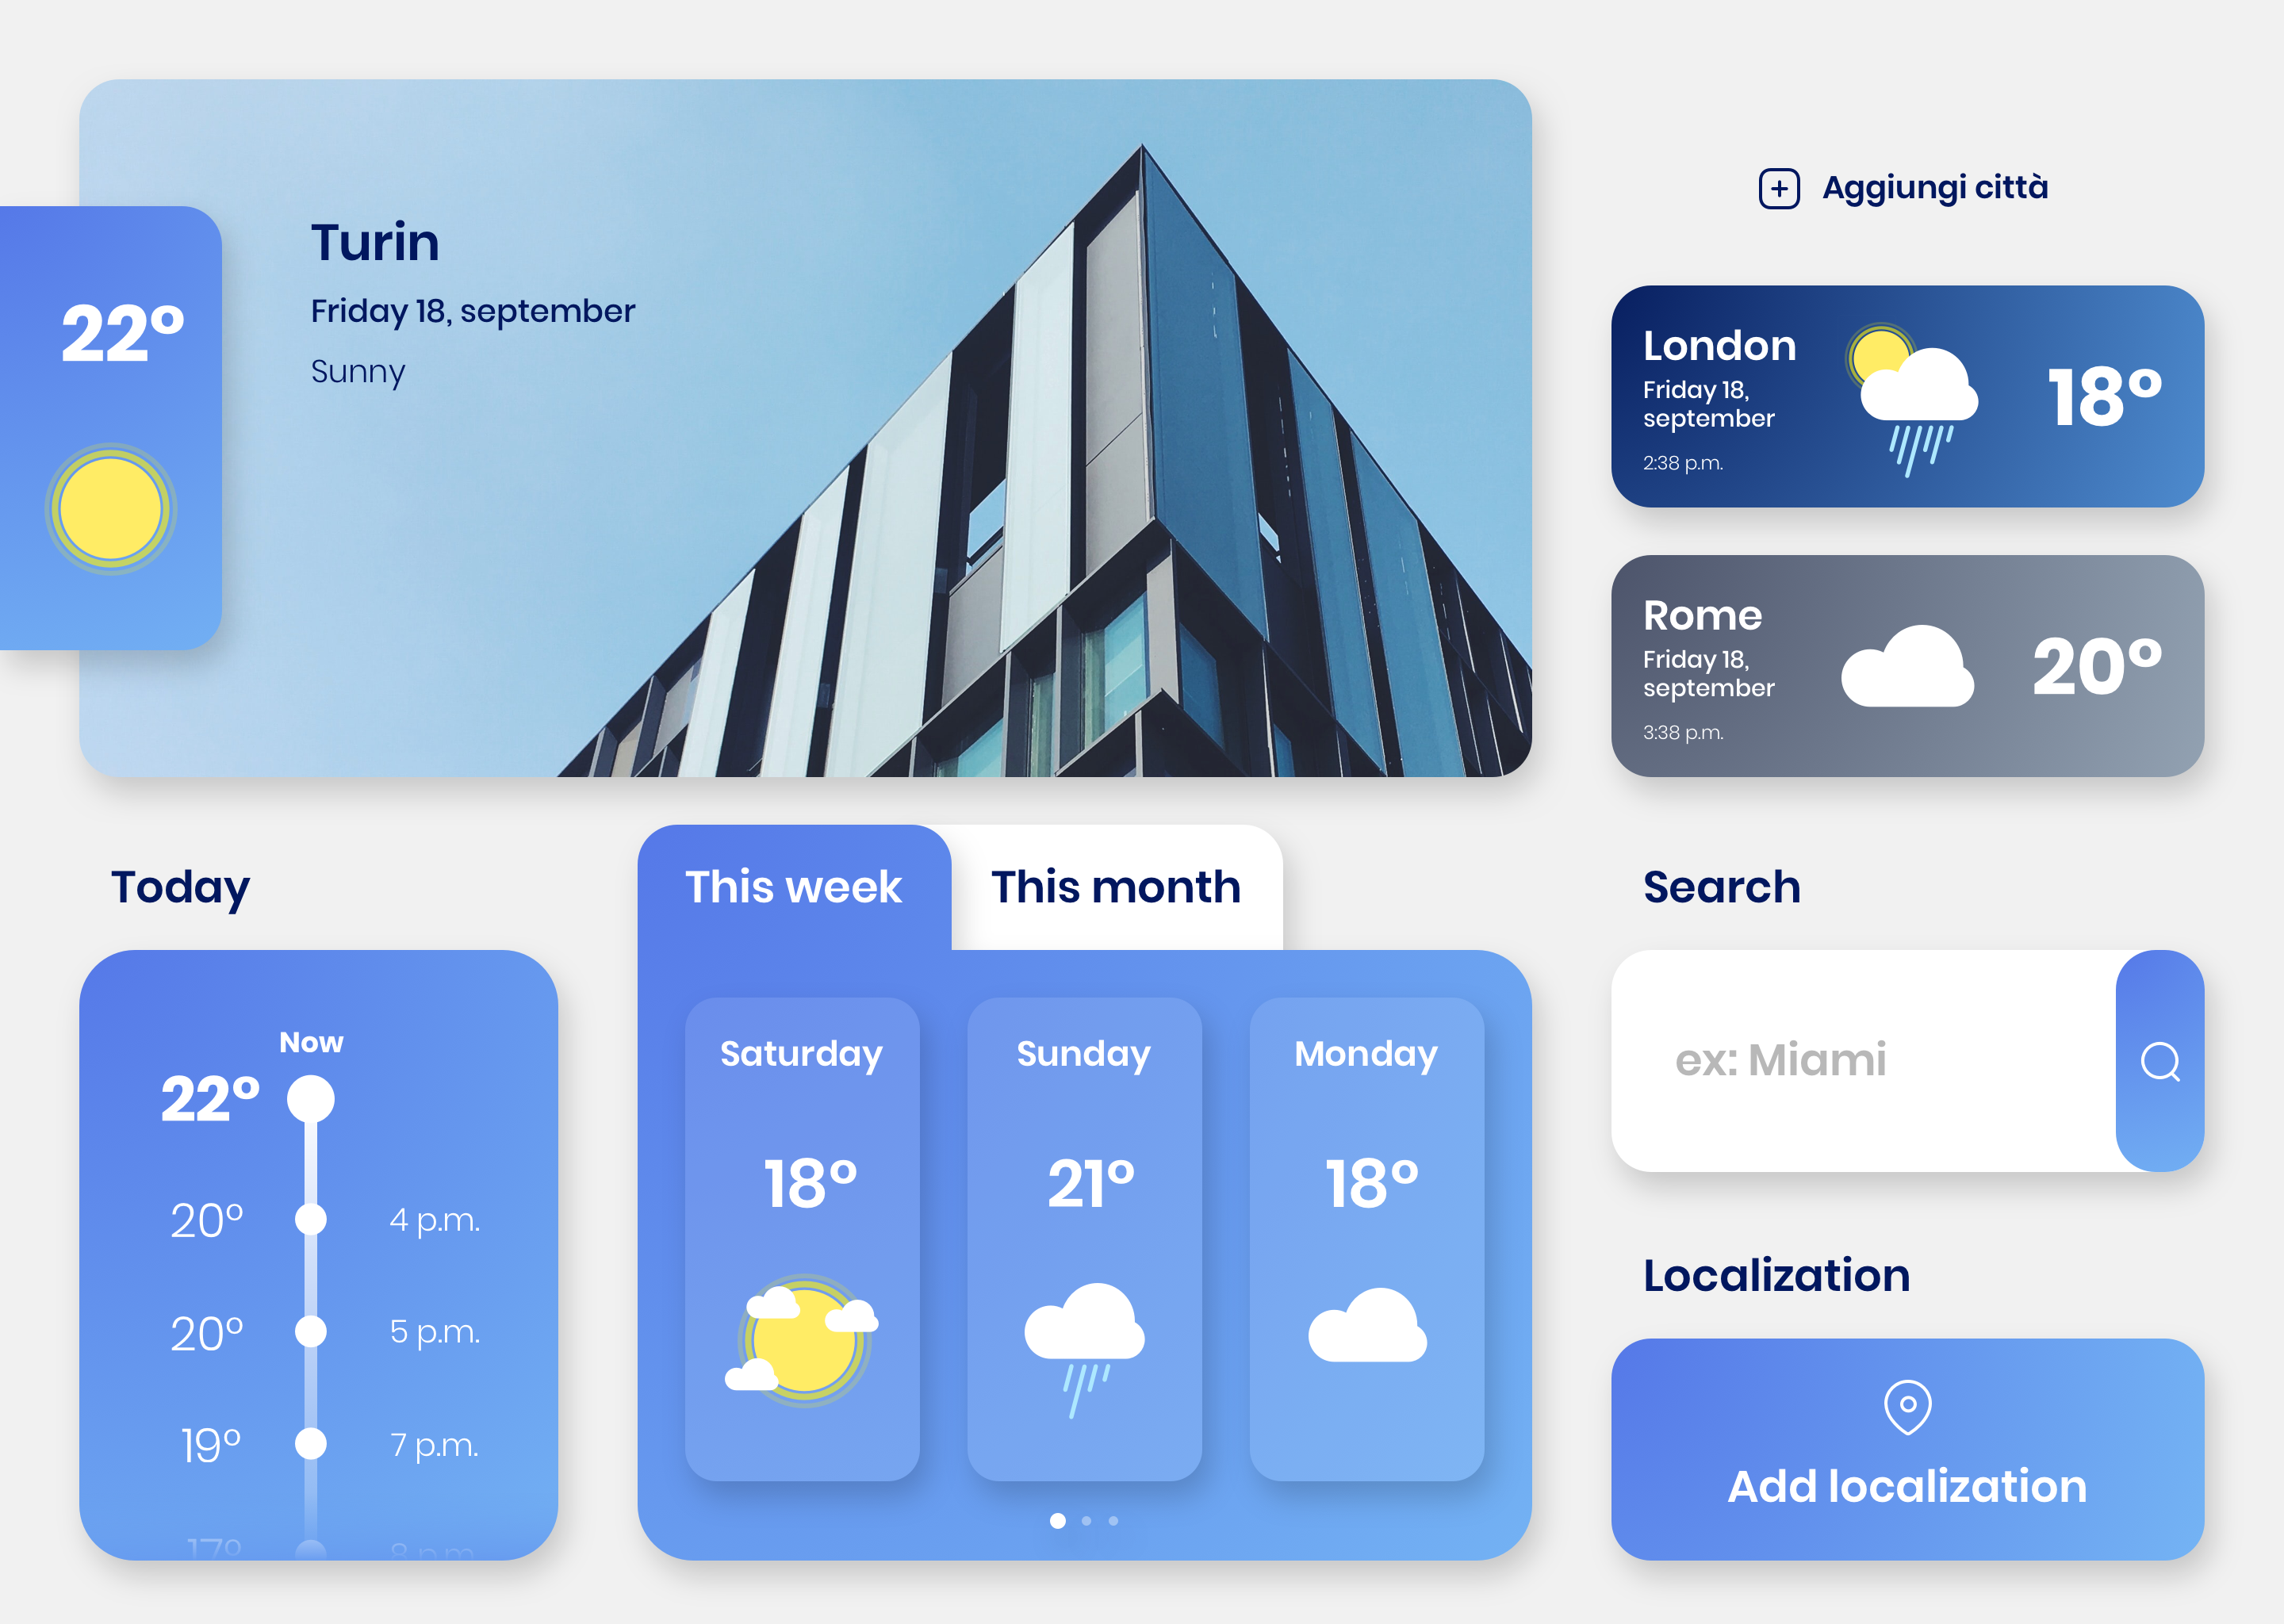 22°
Turin
Friday 18, september
Sunny
Aggiungi città
London
Friday 18,
september
2:38 p.m.
18°
Rome
Friday 18,
september
3:38 p.m.
20°
Today
Now
22°
20° 4 p.m.
20° 5 p.m.
19° 7 p.m.
17° 8 p.m.
This week
This month
Saturday
18°
Sunday
21°
Monday
18°
Search
ex: Miami
Localization
Add localization